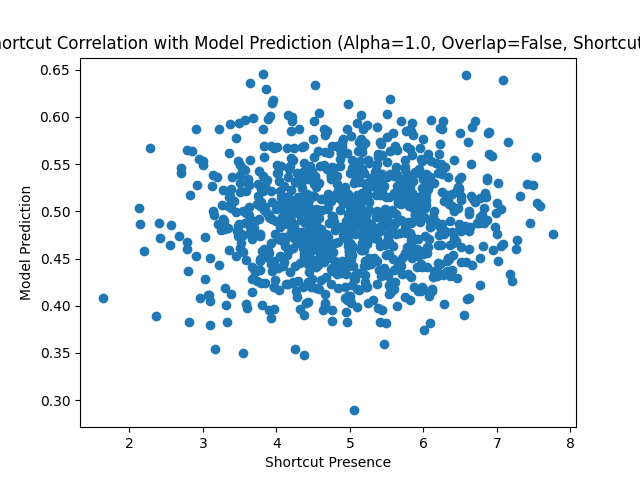 ortcut Correlation with Model Prediction (Alpha=1.0, Overlap=False, Shortcut
0.65
0.60
0.55
0.50
0.45
0.40
0.35
0.30
Model Prediction
2 3 4 5 6 7 8
Shortcut Presence